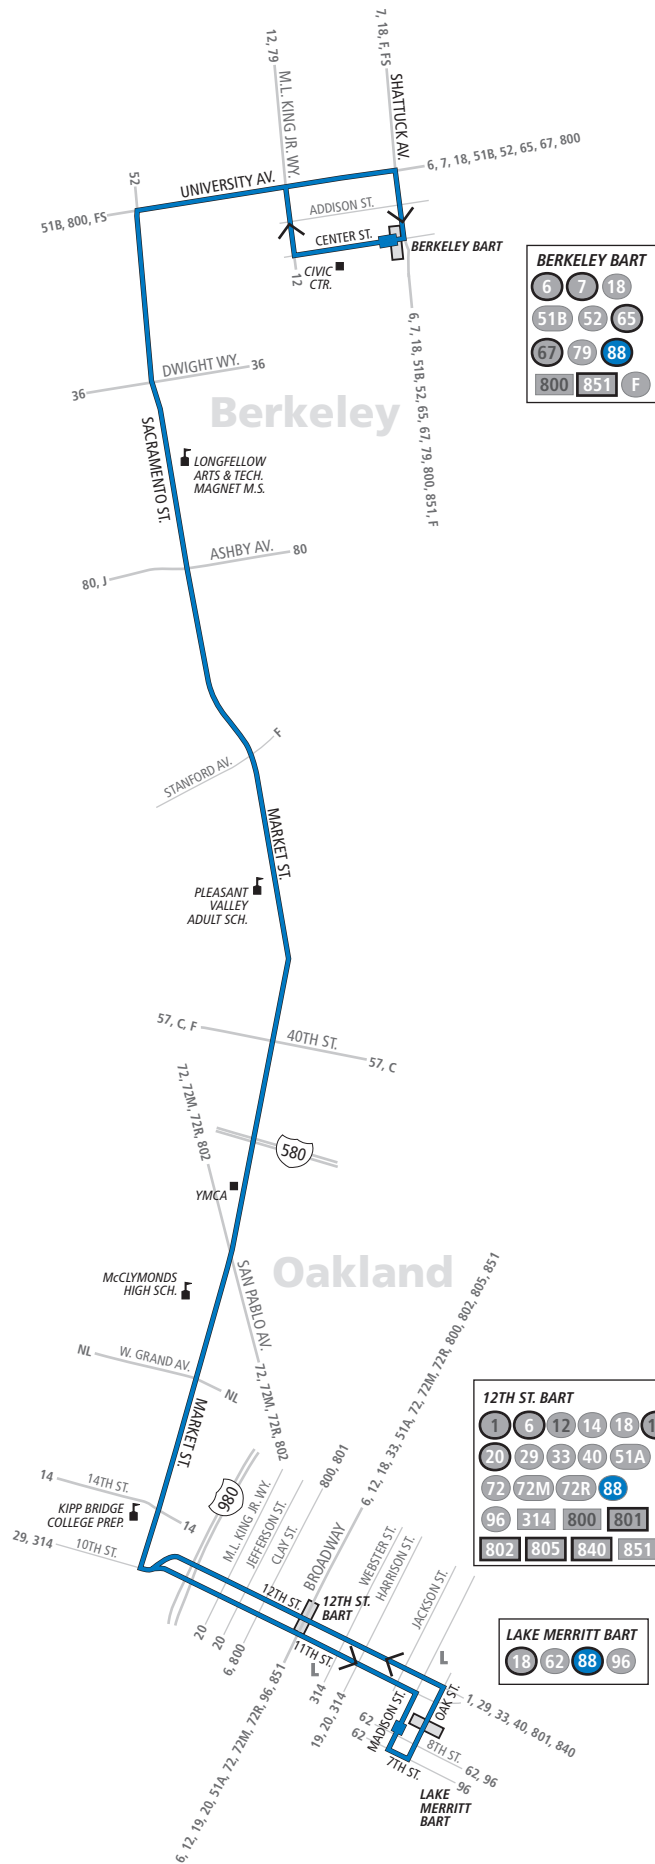 12, 79
7, 18, F, FS
M.L. KING JR. WY.
SHATTUCK AV.
52
UNIVERSITY AV.
6, 7, 18, 51B, 52, 65, 67, 800
51B, 800, FS
ADDISON ST.
CENTER ST.
BERKELEY BART
12
CIVIC
CTR.
BERKELEY BART
6 7 18
51B 52 65
67 79 88
800 851 F
6, 7, 18, 51B, 52, 65, 67, 79, 800, 851, F
36
DWIGHT WY.
36
Berkeley
SACRAMENTO ST.
LONGFELLOW
ARTS & TECH.
MAGNET M.S.
80, J
ASHBY AV.
80
STANFORD AV.
F
MARKET ST.
PLEASANT
VALLEY
ADULT SCH.
57, C, F
40TH ST.
57, C
72, 72M, 72R, 802
580
YMCA
McCLYMONDS
HIGH SCH.
SAN PABLO AV.
Oakland
72, 72M, 72R, 802
NL
W. GRAND AV.
NL
MARKET ST.
14
14TH ST.
14
KIPP BRIDGE
COLLEGE PREP.
29, 314
10TH ST.
980
M.L. KING JR. WY.
JEFFERSON ST.
CLAY ST.
800, 801
BROADWAY
6, 12, 18, 33, 51A, 72, 72M, 72R, 800, 802, 805, 851
WEBSTER ST.
HARRISON ST.
JACKSON ST.
12TH ST. BART
1 6 12 14 18
20 29 33 40 51A
72 72M 72R 88
96 314 800 801
802 805 840 851
12TH ST.
12TH ST.
BART
11TH ST.
20
20
6, 800
6, 12, 19, 20, 51A, 72, 72M, 72R, 96, 851
L
314
19, 20, 314
L
MADISON ST.
OAK ST.
1, 29, 33, 40, 801, 840
62
62
8TH ST.
62, 96
7TH ST.
96
LAKE
MERRITT
BART
LAKE MERRITT BART
18 62 88 96